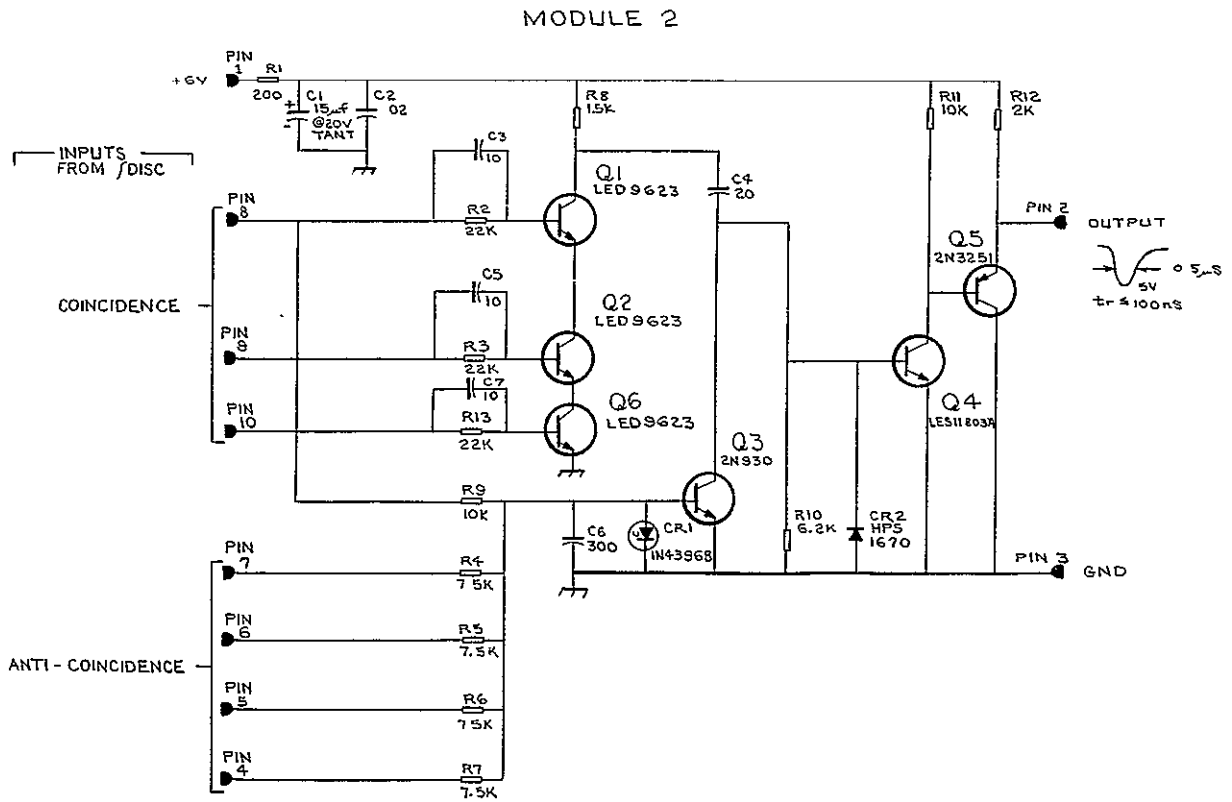 MODULE 2
PIN
1
+6V
R1
200
C1
15μf
@20V
TANT
+
-
C2
02
R8
1.5K
R11
10K
R12
2K
INPUTS
FROM ∫DISC
C3
10
Q1
LED9623
C4
20
PIN
8
R2
22K
PIN 2
OUTPUT
Q5
2N3251
0 5μS
5V
tr ≤ 100nS
COINCIDENCE
C5
10
Q2
LED9623
PIN
9
R3
22K
C7
10
Q6
LED9623
Q4
LES11803A
PIN
10
R13
22K
Q3
2N930
R9
10K
C6
300
CR1
1N4396B
R10
6.2K
CR2
HPS
1670
PIN
7
R4
7 5K
PIN 3
GND
PIN
6
R5
7.5K
ANTI - COINCIDENCE
PIN
5
R6
7 5K
PIN
4
R7
7.5K